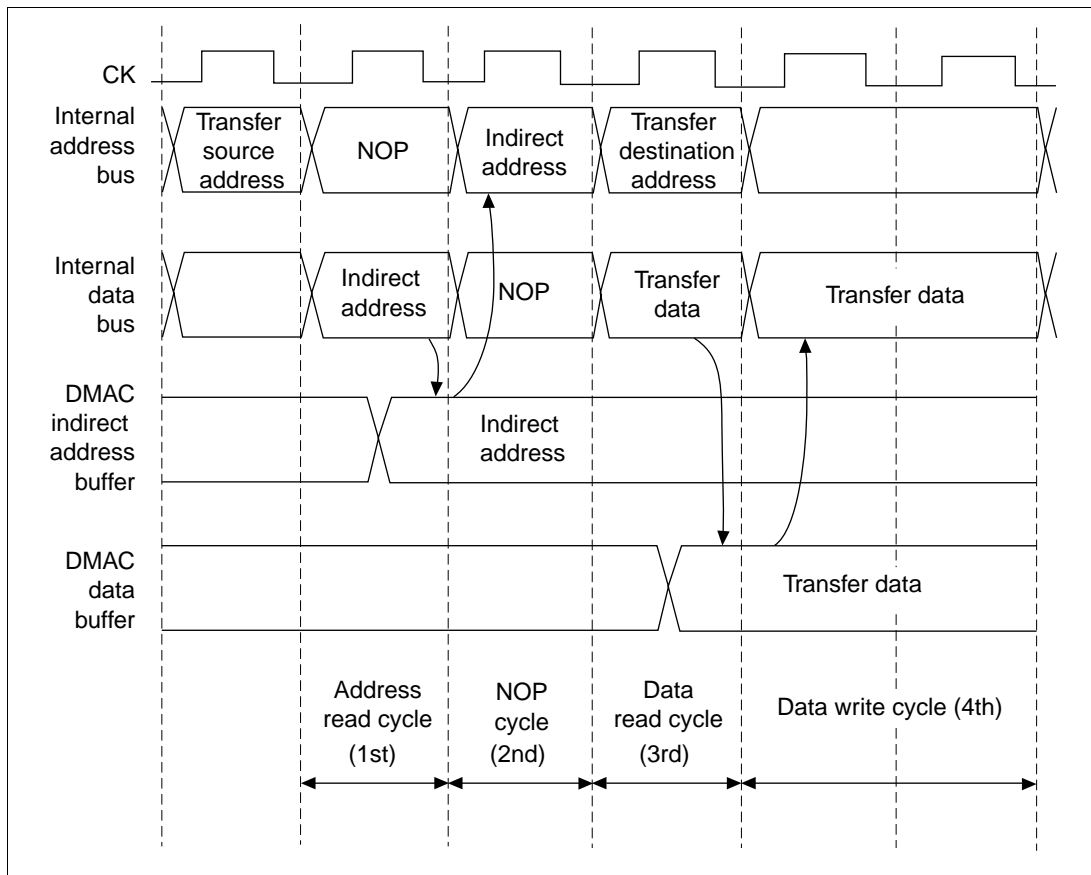 CK
Internal
address
bus
Transfer
source
address
NOP
Indirect
address
Transfer
destination
address
Internal
data
bus
Indirect
address
NOP
Transfer
data
Transfer data
DMAC
indirect
address
buffer
Indirect
address
DMAC
data
buffer
Transfer data
Address
read cycle
(1st)
NOP
cycle
(2nd)
Data
read cycle
(3rd)
Data write cycle (4th)